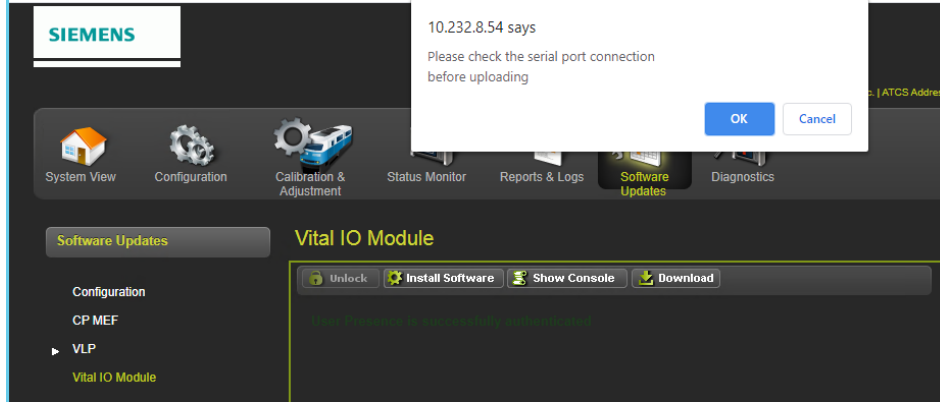 SIEMENS
10.232.8.54 says
Please check the serial port connection
before uploading
c. | ATCS Addre
OK Cancel
System View
Configuration
Calibration &
Adjustment
Status Monitor
Reports & Logs
Software
Updates
Diagnostics
Software Updates
Vital IO Module
Unlock Install Software Show Console Download
Configuration
User Presence is successfully authenticated
CP MEF
VLP
Vital IO Module